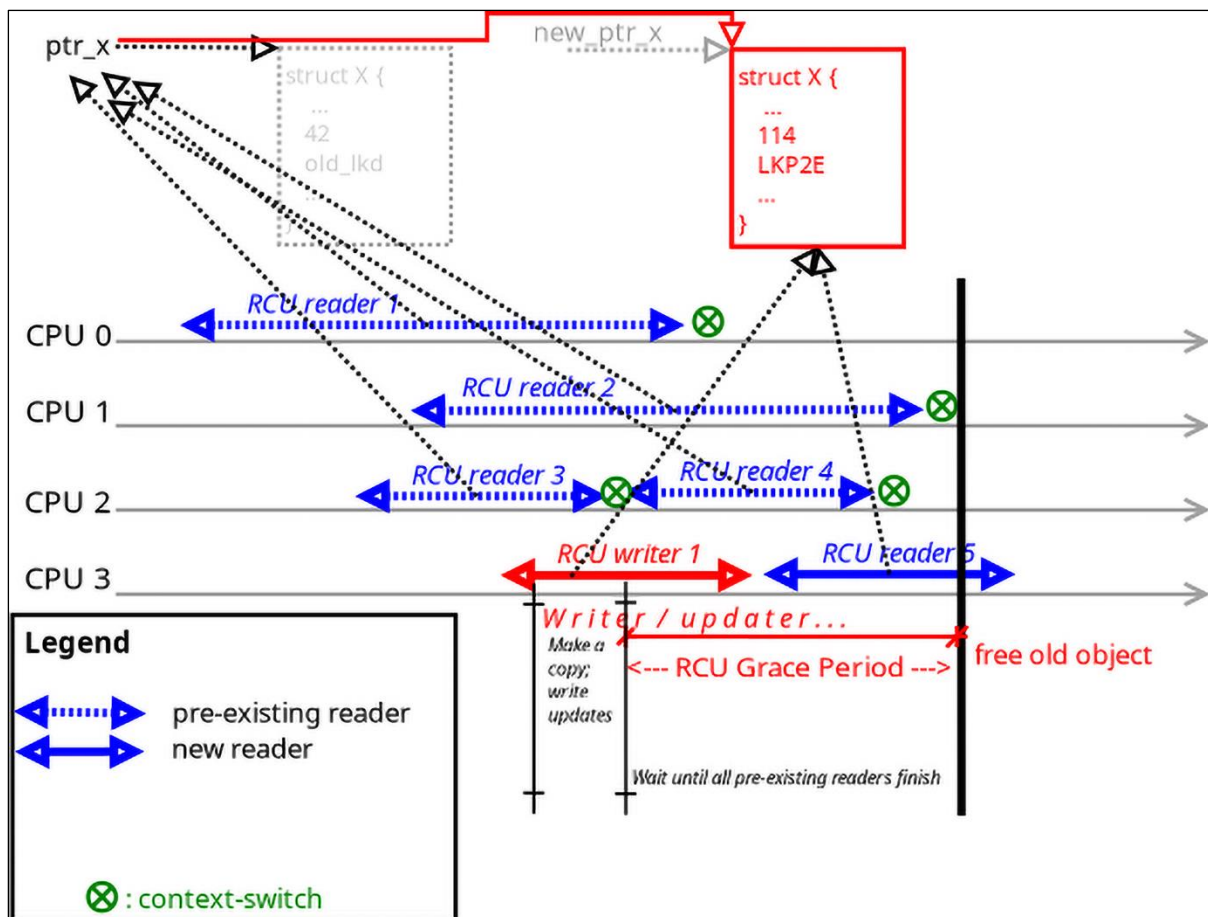 ptr_x
new_ptr_x
struct X {
...
42
old_lkd
...
}
struct X {
...
114
LKP2E
...
}
RCU reader 1
CPU 0
RCU reader 2
CPU 1
RCU reader 3
RCU reader 4
CPU 2
RCU writer 1
RCU reader 5
CPU 3
Writer / updater...
Make a
copy;
write
updates
<--- RCU Grace Period --->
free old object
Wait until all pre-existing readers finish
Legend
pre-existing reader
new reader
: context-switch